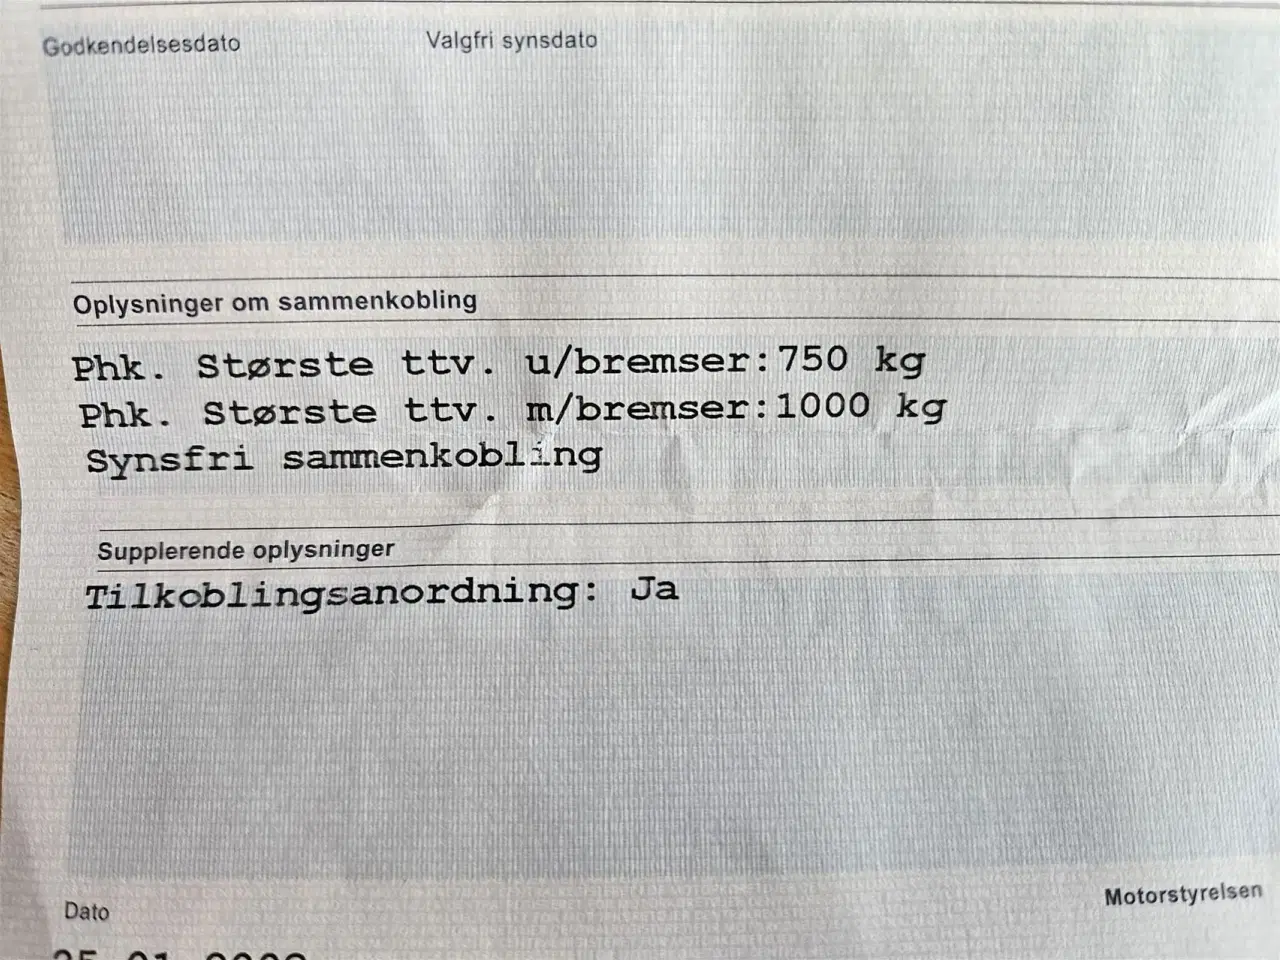 Godkendelsesdato Valgfri synsdato
Oplysninger om sammenkobling
Phk. Største ttv. u/bremser:750 kg
Phk. Største ttv. m/bremser:1000 kg
Synsfri sammenkobling
Supplerende oplysninger
Tilkoblingsanordning: Ja
Motorstyrelsen
Dato